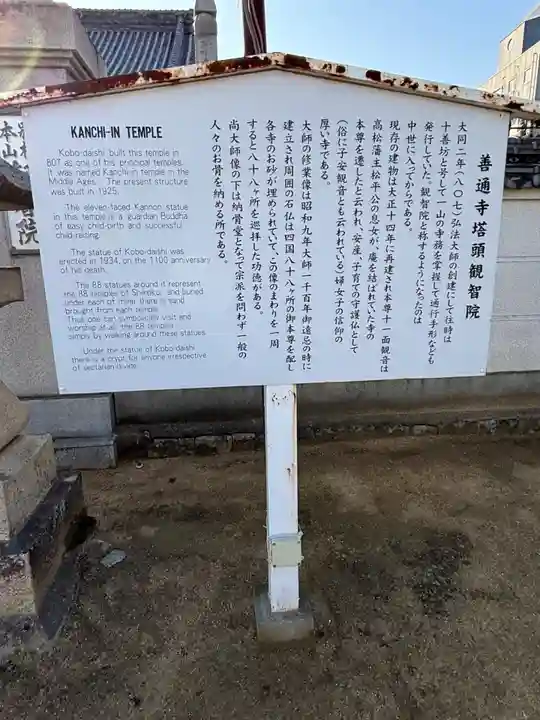 KANCHI-IN TEMPLE
Kobo-daishi built this temple in
807 as one of his principal temples.
It was named Kanchi-in temple in the
Middle Ages. The present structure
was built in 1925.
The eleven-faced Kannon statue
in this temple is a guardian Buddha
of easy child-birth and successful
child-raising.
The statue of Kobo-daishi was
erected in 1934, on the 1100 anniversary
of his death.
The 88 statues around it represent
the 88 temples of Shikoku, and buried
under each of them there is sand
brought from each temple.
Thus one can symbolically visit and
worship at all the 88 temples
simply by walking around these statues.
Under the statue of Kobo-daishi
there is a crypt for anyone irrespective
of sectarian divide.
善通寺塔頭観智院
大同二年（八〇七）弘法大師の創建にして往時は
十善坊と号して一山の寺務を掌握して通行手形なども
発行していた。観智院と称するようになったのは
中世に入ってからである。
現存の建物は大正十四年に再建され本尊十一面観音は
高松藩主松平公の息女が、庵を結ばれていた寺の
本尊を遷したと云われ、安産、子育ての守護仏として
（俗に子安観音とも云われている）婦女子の信仰の
厚い寺である。
大師の修業像は昭和九年大師一千百年御遠忌の時に
建立され周囲の石仏は四国八十八ヶ所の御本尊を配し
各寺のお砂が埋められていて、この像のまわりを一周
すると八十八ヶ所を巡拝した功徳がある。
尚大師像の下は納骨堂となって宗派を問わず一般の
人々のお骨を納める所である。
本山